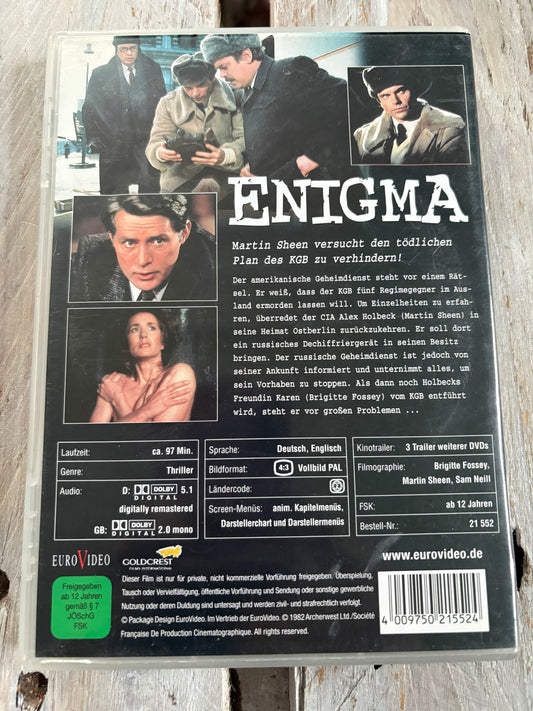 ENIGMA
Martin Sheen versucht den tödlichen
Plan des KGB zu verhindern!
Der amerikanische Geheimdienst steht vor einem Rät-
sel. Er weiß, dass der KGB fünf Regimegegner im Aus-
land ermorden lassen will. Um Einzelheiten zu erfah-
ren, überredet der CIA Alex Holbeck (Martin Sheen) in
seine Heimat Ostberlin zurückzukehren. Er soll dort
ein russisches Dechiffriergerät in seinen Besitz
bringen. Der russische Geheimdienst ist jedoch von
seiner Ankunft informiert und unternimmt alles, um
sein Vorhaben zu stoppen. Als dann noch Holbecks
Freundin Karen (Brigitte Fossey) vom KGB entführt
wird, steht er vor großen Problemen ...
Laufzeit: ca. 97 Min.
Genre: Thriller
Audio: D: DOLBY DIGITAL 5.1
digitally remastered
GB: DOLBY DIGITAL 2.0 mono
Sprache: Deutsch, Englisch
Bildformat: 4:3 Vollbild PAL
Ländercode:
Screen-Menüs: anim. Kapitelmenüs,
Darstellerchart und Darstellermenüs
Kinotrailer: 3 Trailer weiterer DVDs
Filmographie: Brigitte Fossey,
Martin Sheen, Sam Neill
FSK: ab 12 Jahren
Bestell-Nr.: 21 552
EUROVIDEO
GOLDCREST
FILMS INTERNATIONAL
www.eurovideo.de
Freigegeben
ab 12 Jahren
gemäß § 7
JÖSchG
FSK
Dieser Film ist nur für private, nicht kommerzielle Vorführung freigegeben. Überspielung,
Tausch oder Vervielfältigung, öffentliche Vorführung und Sendung oder sonstige gewerbliche
Nutzung oder deren Duldung sind untersagt und werden zivil- und strafrechtlich verfolgt.
© Package Design EuroVideo. Im Vertrieb der EuroVideo. © 1982 Archerwest Ltd./Société
Française De Production Cinematographique. All rights reserved.
4 009750 215524